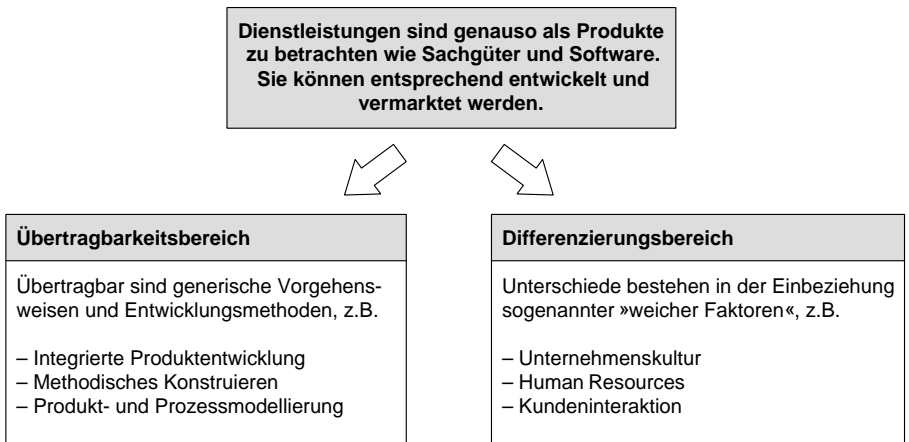 Dienstleistungen sind genauso als Produkte
zu betrachten wie Sachgüter und Software.
Sie können entsprechend entwickelt und
vermarktet werden.
Übertragbarkeitsbereich
Übertragbar sind generische Vorgehens-
weisen und Entwicklungsmethoden, z.B.
– Integrierte Produktentwicklung
– Methodisches Konstruieren
– Produkt- und Prozessmodellierung
Differenzierungsbereich
Unterschiede bestehen in der Einbeziehung
sogenannter »weicher Faktoren«, z.B.
– Unternehmenskultur
– Human Resources
– Kundeninteraktion